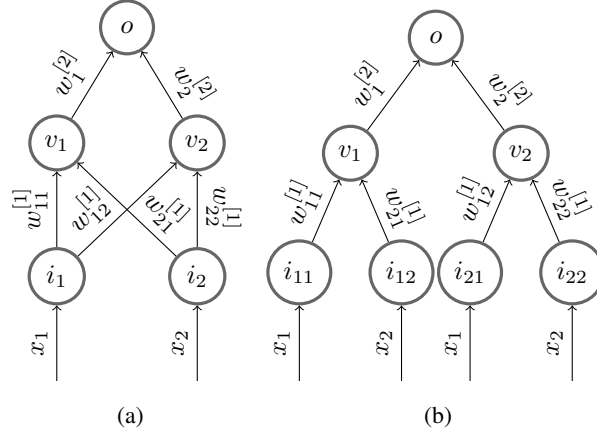 o o
w_1^{[2]} w_2^{[2]} w_1^{[2]} w_2^{[2]}
v_1 v_2 v_1 v_2
w_{11}^{[1]} w_{12}^{[1]} w_{21}^{[1]} w_{22}^{[1]} w_{11}^{[1]} w_{21}^{[1]} w_{12}^{[1]} w_{22}^{[1]}
i_1 i_2 i_{11} i_{12} i_{21} i_{22}
x_1 x_2 x_1 x_2 x_1 x_2
(a) (b)